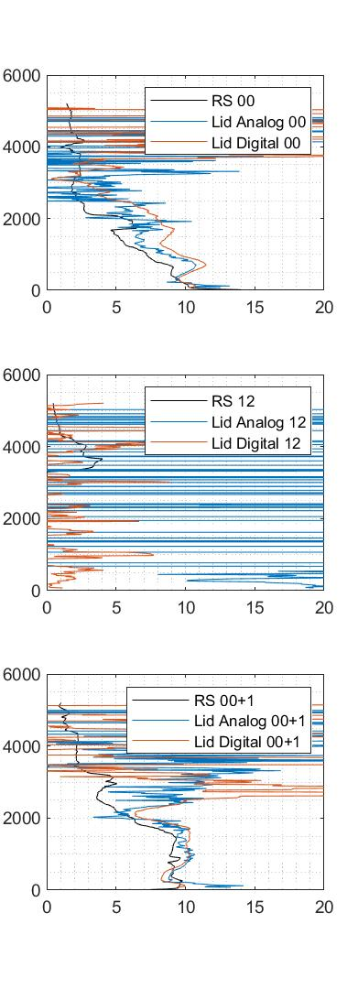 6000
4000
2000
0
0 5 10 15 20
RS 00
Lid Analog 00
Lid Digital 00
6000
4000
2000
0
0 5 10 15 20
RS 12
Lid Analog 12
Lid Digital 12
6000
4000
2000
0
0 5 10 15 20
RS 00+1
Lid Analog 00+1
Lid Digital 00+1